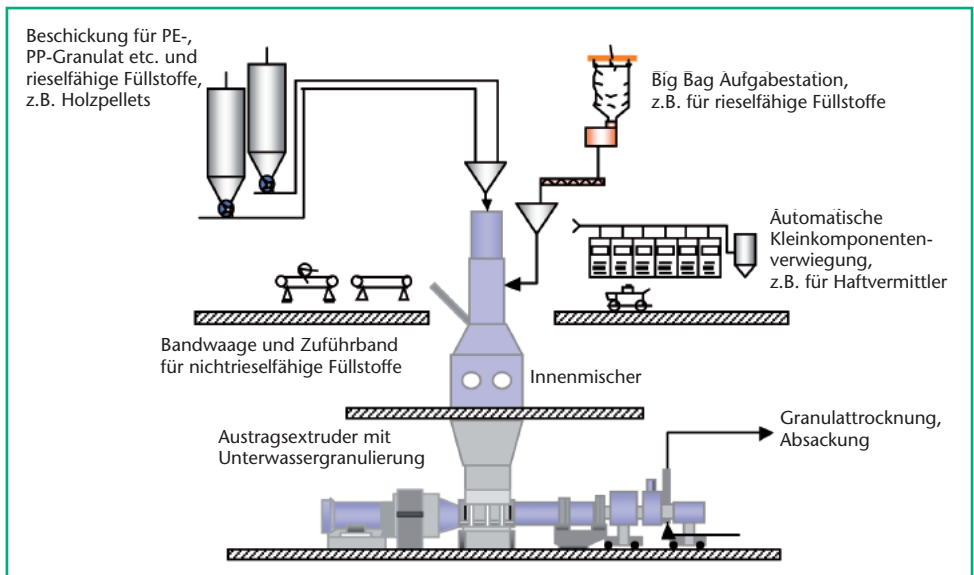 Beschickung für PE-,
PP-Granulat etc. und
rieselfähige Füllstoffe,
z.B. Holzpellets
Big Bag Aufgabestation,
z.B. für rieselfähige Füllstoffe
Automatische
Kleinkomponenten-
verwiegung,
z.B. für Haftvermittler
Bandwaage und Zuführband
für nichtrieselfähige Füllstoffe
Innenmischer
Austragsextruder mit
Unterwassergranulierung
Granulattrocknung,
Absackung